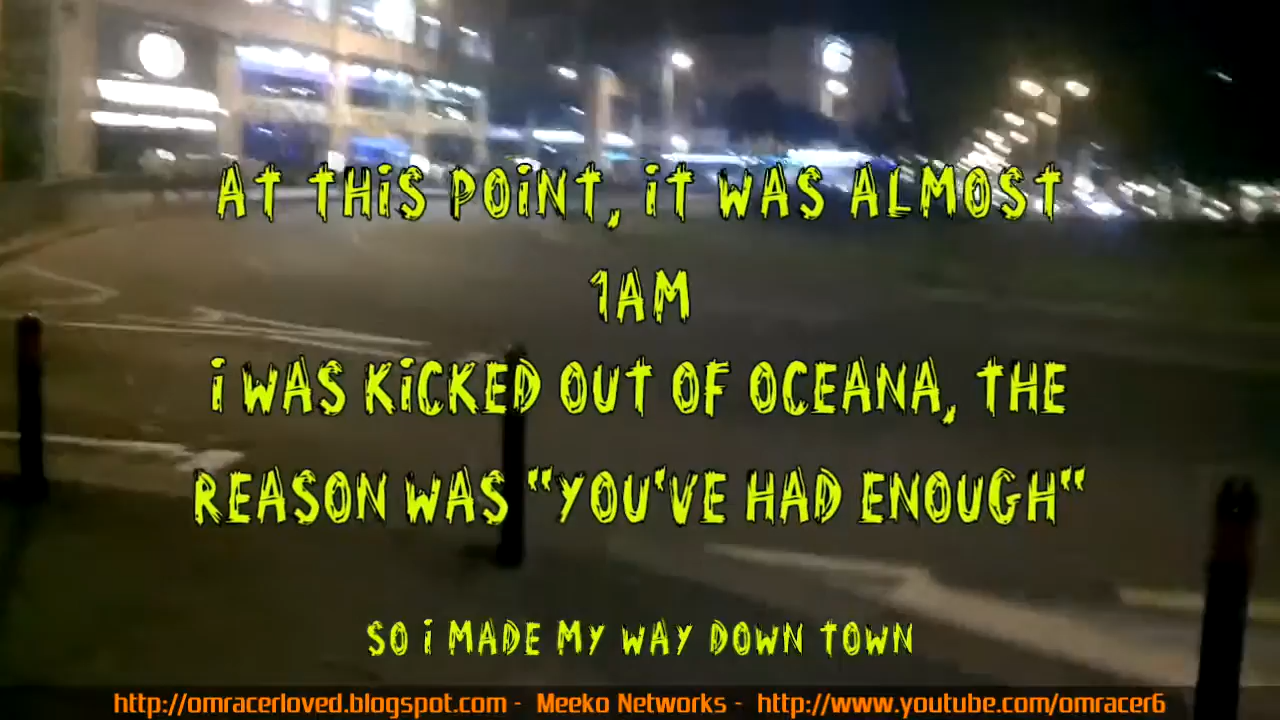 AT THIS POINT, IT WAS ALMOST
1AM
I WAS KICKED OUT OF OCEANA, THE
REASON WAS "YOU'VE HAD ENOUGH"
SO I MADE MY WAY DOWN TOWN
http://omracerloved.blogspot.com - Meeko Networks - http://www.youtube.com/omracer6